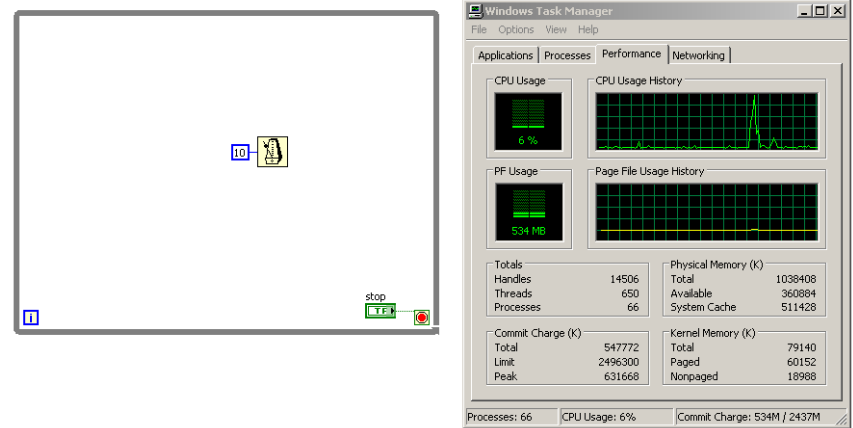 10
stop
TF
i
Windows Task Manager
File Options View Help
Applications Processes Performance Networking
CPU Usage CPU Usage History
6 %
PF Usage Page File Usage History
534 MB
Totals Physical Memory (K)
Handles 14506 Total 1038408
Threads 650 Available 360884
Processes 66 System Cache 511428
Commit Charge (K) Kernel Memory (K)
Total 547772 Total 79140
Limit 2496300 Paged 60152
Peak 631668 Nonpaged 18988
Processes: 66 CPU Usage: 6% Commit Charge: 534M / 2437M